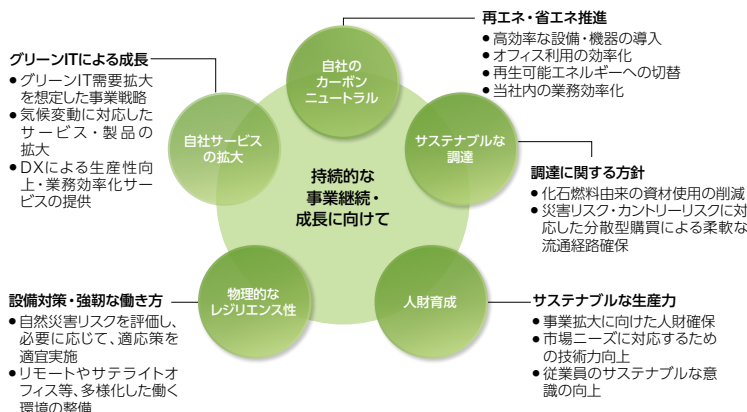 再エネ・省エネ推進
● 高効率な設備・機器の導入
● オフィス利用の効率化
● 再生可能エネルギーへの切替
● 当社内の業務効率化
グリーンITによる成長
● グリーンIT需要拡大
を想定した事業戦略
● 気候変動に対応した
サービス・製品の
拡大
● DXによる生産性向
上・業務効率化サー
ビスの提供
自社の
カーボン
ニュートラル
自社サービス
の拡大
サステナブルな
調達
持続的な
事業継続・
成長に向けて
調達に関する方針
● 化石燃料由来の資材使用の削減
● 災害リスク・カントリーリスクに対
応した分散型購買による柔軟な
流通経路確保
物理的な
レジリエンス性
人財育成
設備対策・強靭な働き方
● 自然災害リスクを評価し、
必要に応じて、適応策を
適宜実施
● リモートやサテライトオ
フィス等、多様化した働く
環境の整備
サステナブルな生産力
● 事業拡大に向けた人財確保
● 市場ニーズに対応するため
の技術力向上
● 従業員のサステナブルな意
識の向上